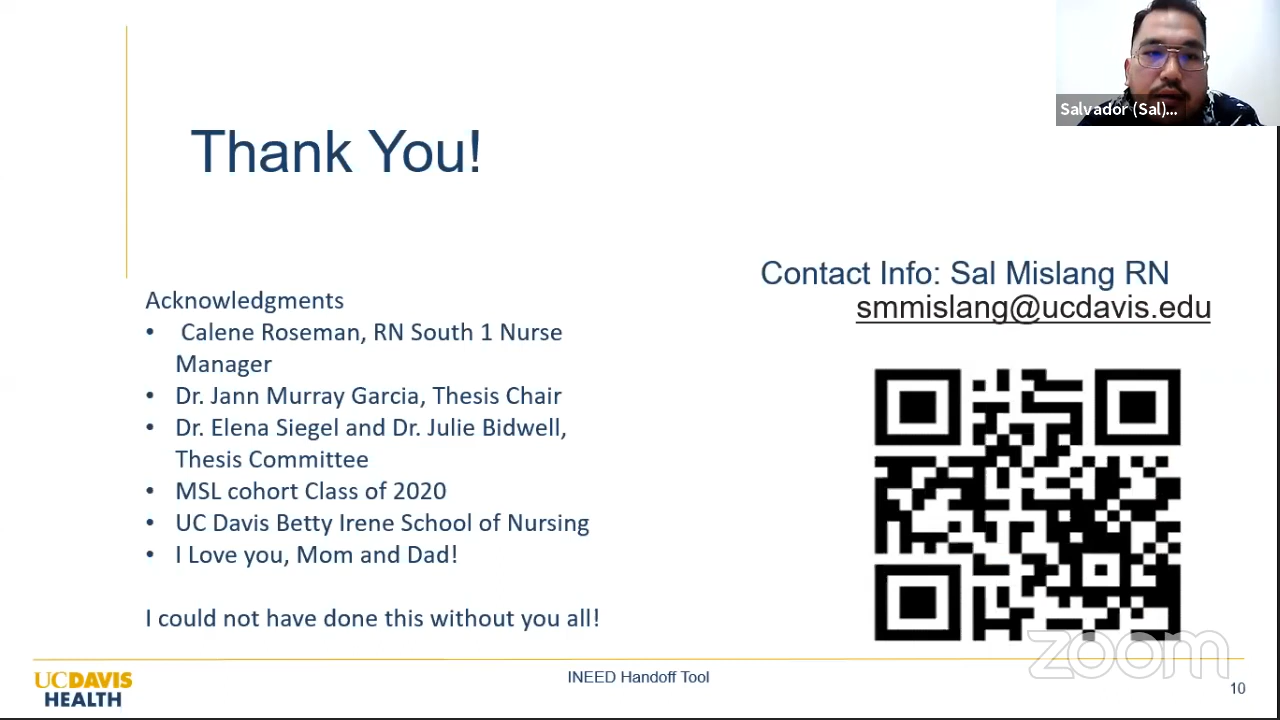 Salvador (Sal)...
Thank You!
Contact Info: Sal Mislang RN
smmislang@ucdavis.edu
Acknowledgments
• Calene Roseman, RN South 1 Nurse
Manager
• Dr. Jann Murray Garcia, Thesis Chair
• Dr. Elena Siegel and Dr. Julie Bidwell,
Thesis Committee
• MSL cohort Class of 2020
• UC Davis Betty Irene School of Nursing
• I Love you, Mom and Dad!
I could not have done this without you all!
zoom
UCDAVIS
HEALTH
INEED Handoff Tool
10